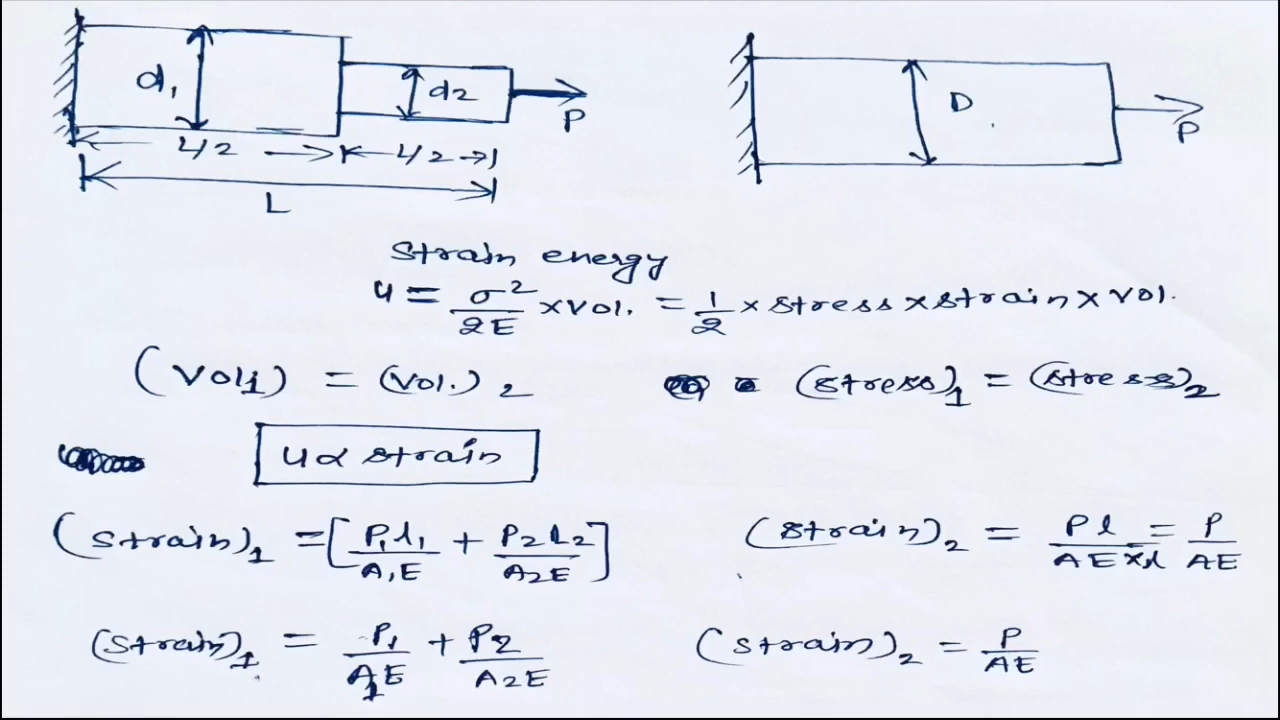 d₁ d2 P D P
L/2 L/2
L
Strain energy
u = σ²/2E × Vol. = 1/2 × stress × strain × vol.
(Vol1) = (Vol.)2 (stress)1 = (stress)2
u α strain
(strain)1 = [P₁l₁/A₁E + P2L2/A2E] (strain)2 = Pl/AE×l = P/AE
(strain)1 = P1/A1E + P2/A2E (strain)2 = P/AE